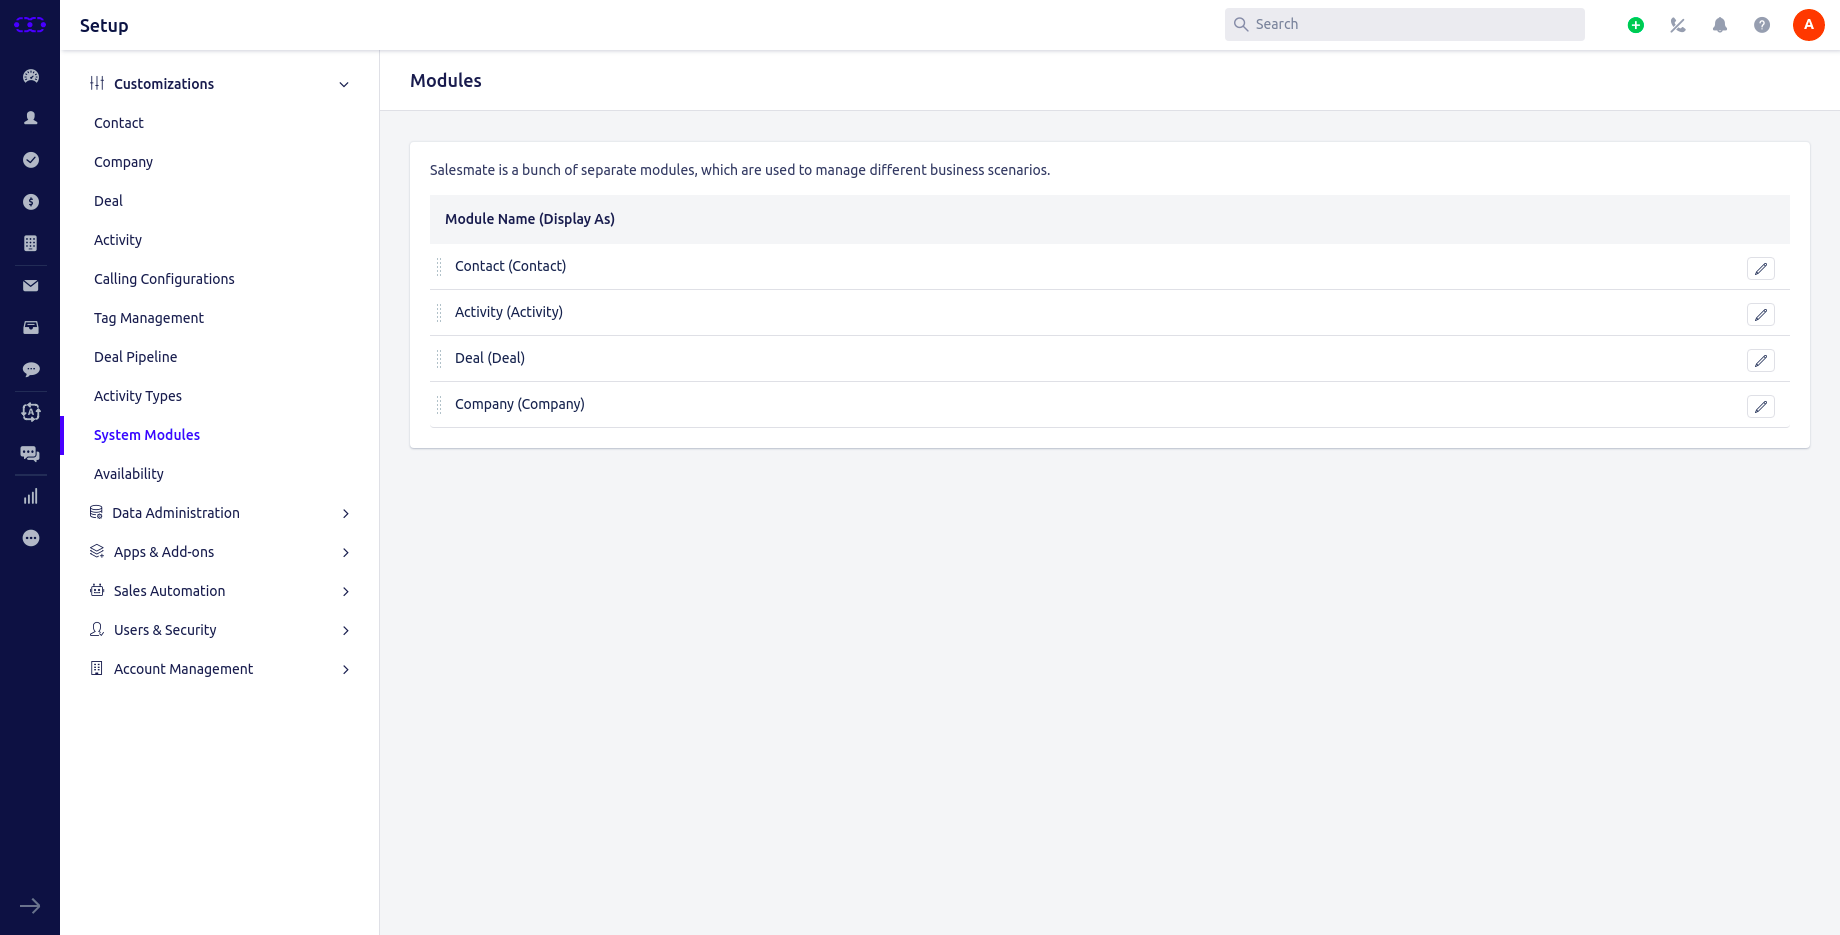 Setup
Search
A
Customizations
Contact
Company
Deal
Activity
Calling Configurations
Tag Management
Deal Pipeline
Activity Types
System Modules
Availability
Data Administration
Apps & Add-ons
Sales Automation
Users & Security
Account Management
Modules
Salesmate is a bunch of separate modules, which are used to manage different business scenarios.
Module Name (Display As)
Contact (Contact)
Activity (Activity)
Deal (Deal)
Company (Company)